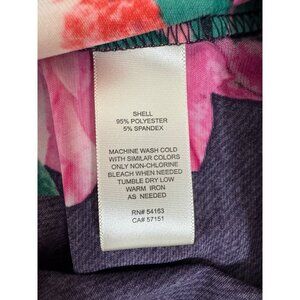 SHELL
95% POLYESTER
5% SPANDEX
MACHINE WASH COLD
WITH SIMILAR COLORS
ONLY NON-CHLORINE
BLEACH WHEN NEEDED
TUMBLE DRY LOW
WARM IRON
AS NEEDED
RN# 54163
CA# 57151